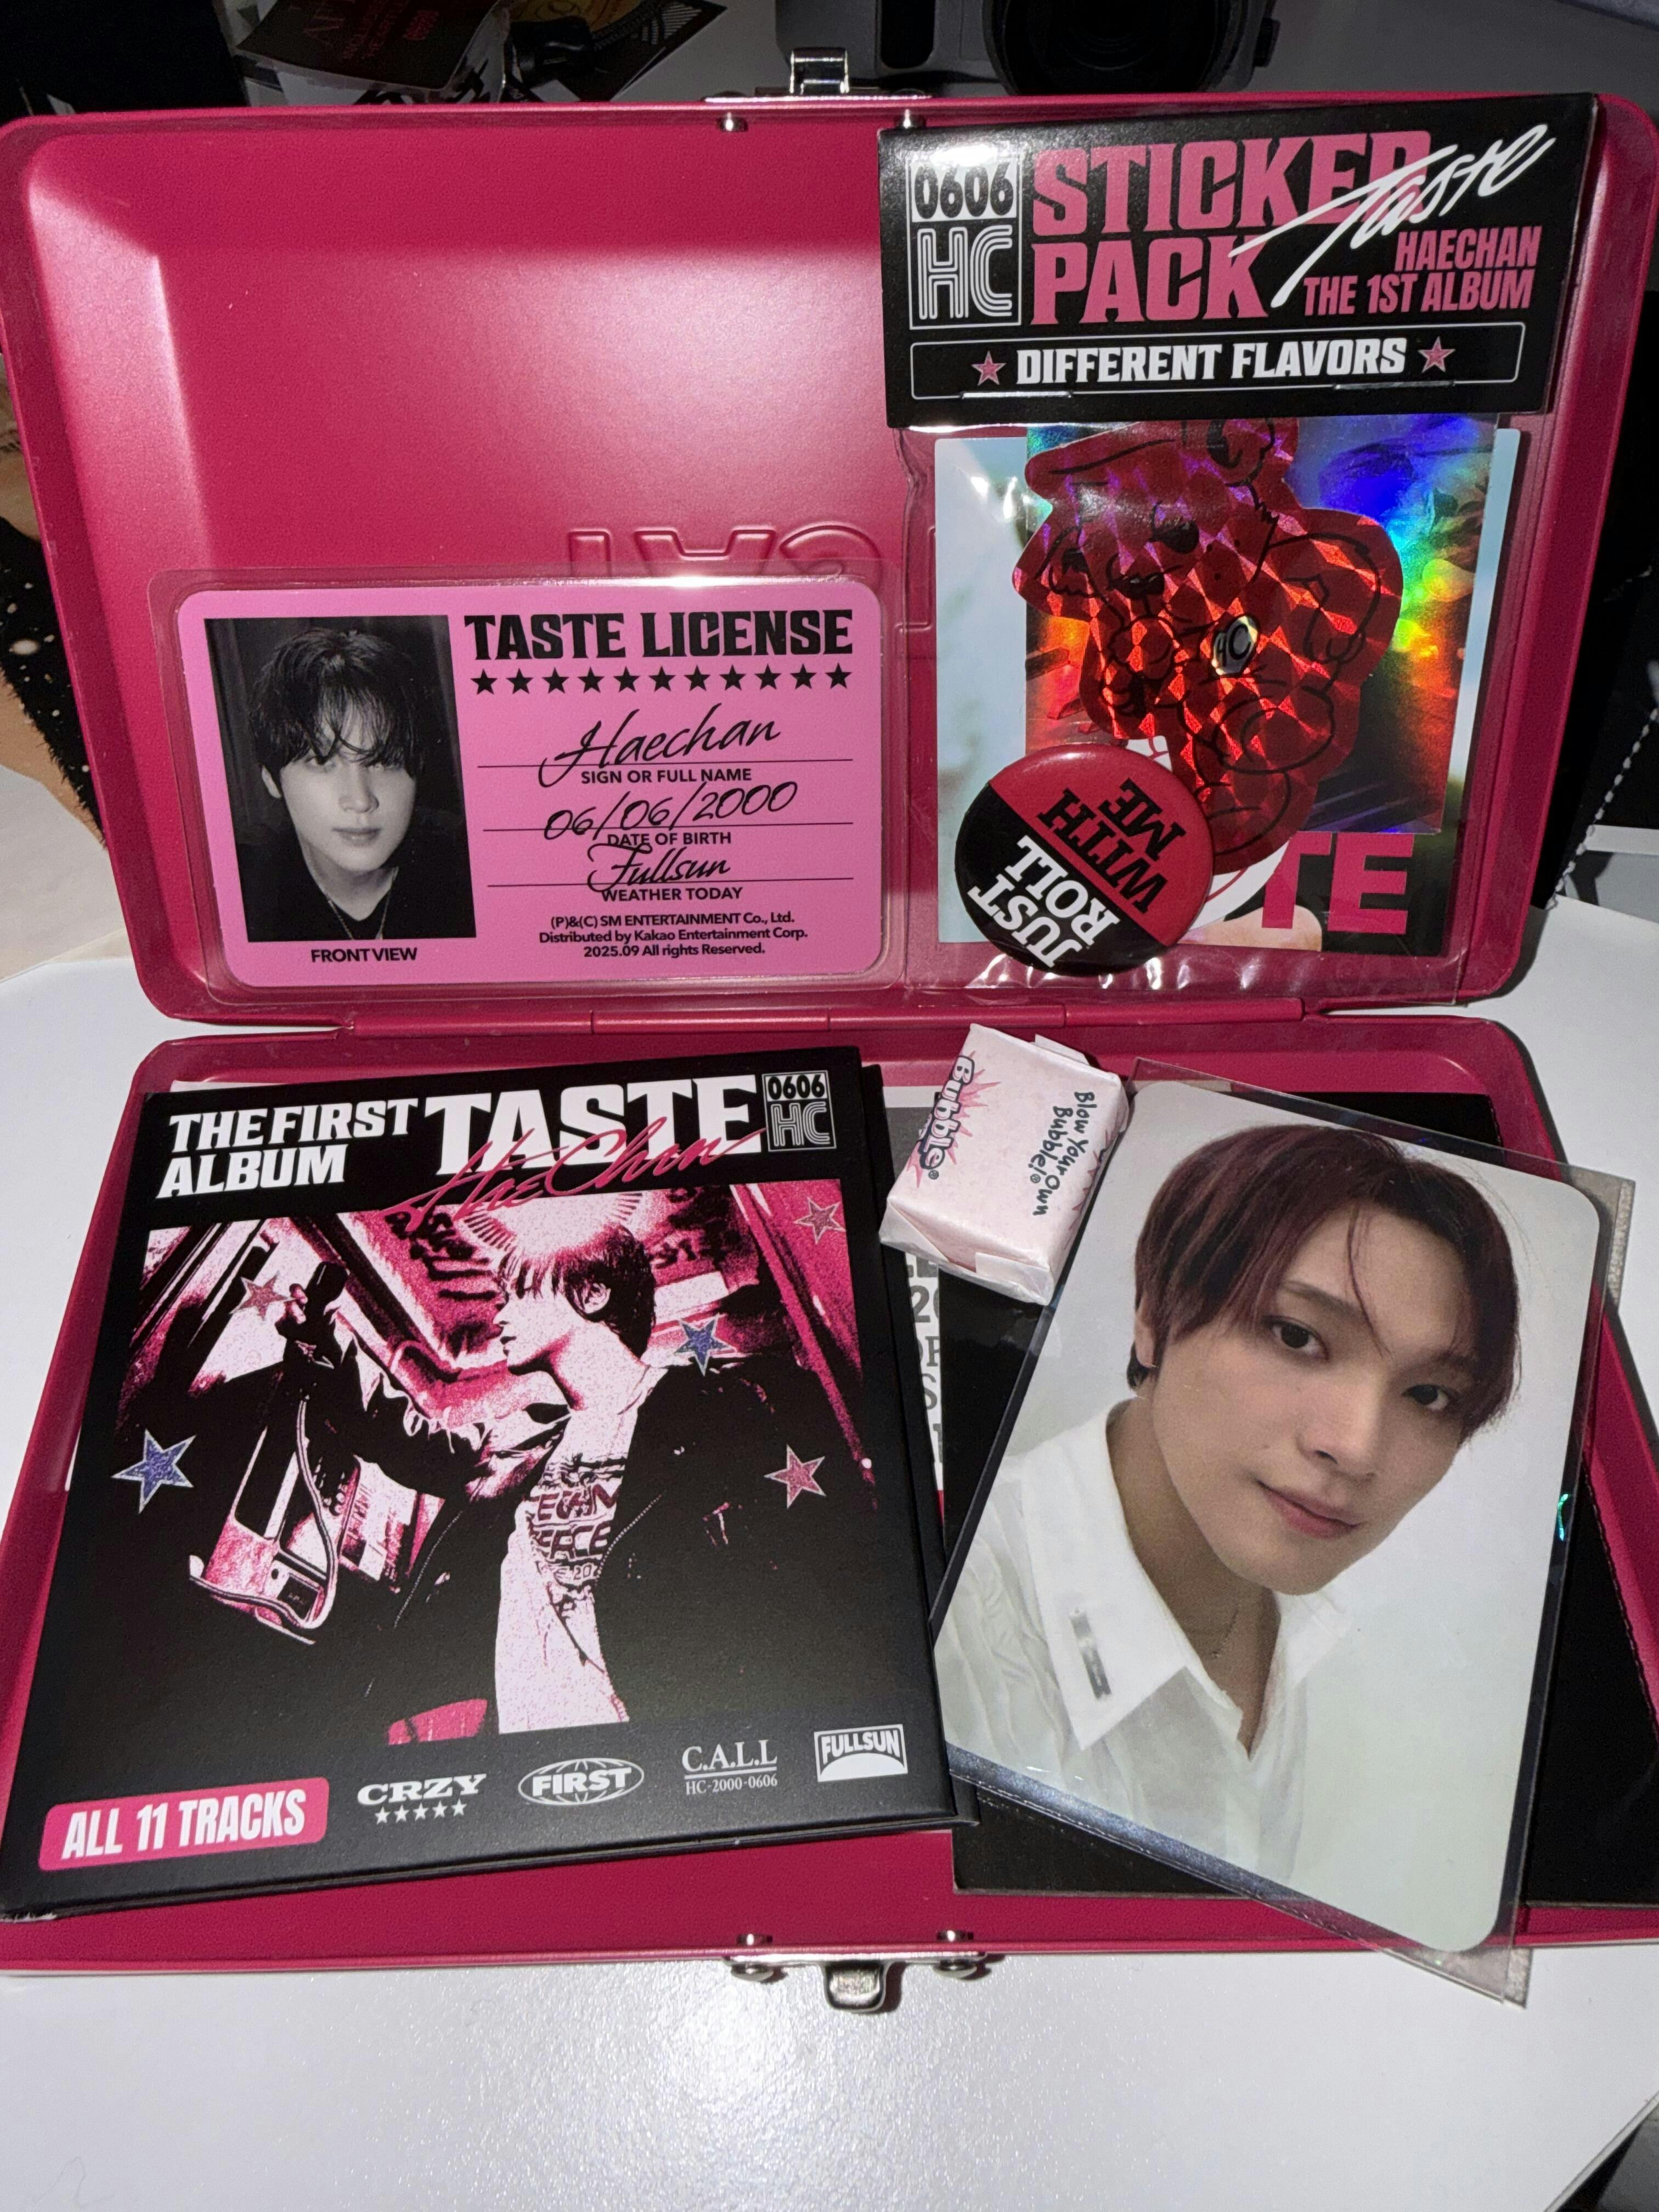 0606
HC
STICKER
PACK
Taste
HAECHAN
THE 1ST ALBUM
DIFFERENT FLAVORS
HC
TASTE LICENSE
Haechan
SIGN OR FULL NAME
06/06/2000
DATE OF BIRTH
Fullsun
WEATHER TODAY
(P)&(C) SM ENTERTAINMENT Co., Ltd.
Distributed by Kakao Entertainment Corp.
2025.09 All rights Reserved.
FRONT VIEW
JUST
ROLL
WITH
ME
TE
THE FIRST
ALBUM
TASTE
HaeChan
0606
HC
ALL 11 TRACKS
CRZY
FIRST
C.A.L.L
HC-2000-0606
FULLSUN
Bubble
Blow Your Own
Bubble!